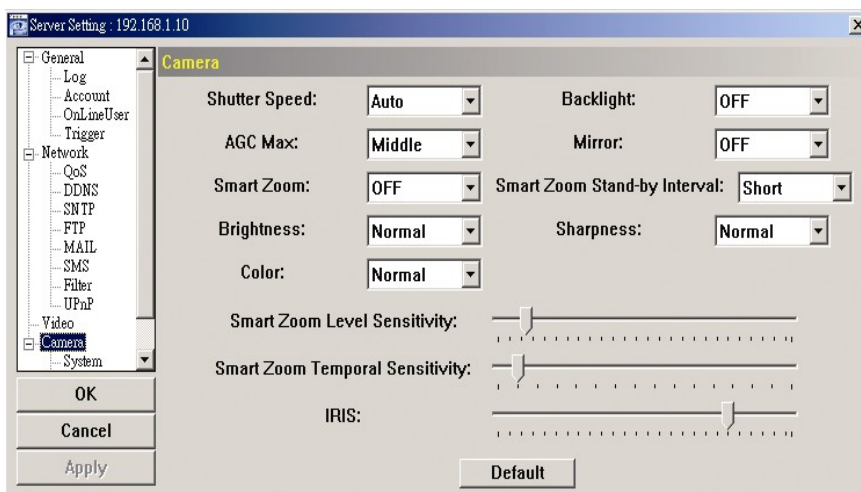 Server Setting : 192.168.1.10
General
Log
Account
OnLineUser
Trigger
Network
QoS
DDNS
SNTP
FTP
MAIL
SMS
Filter
UPnP
Video
Camera
System
OK
Cancel
Apply
Camera
Shutter Speed: Auto Backlight: OFF
AGC Max: Middle Mirror: OFF
Smart Zoom: OFF Smart Zoom Stand-by Interval: Short
Brightness: Normal Sharpness: Normal
Color: Normal
Smart Zoom Level Sensitivity:
Smart Zoom Temporal Sensitivity:
IRIS:
Default